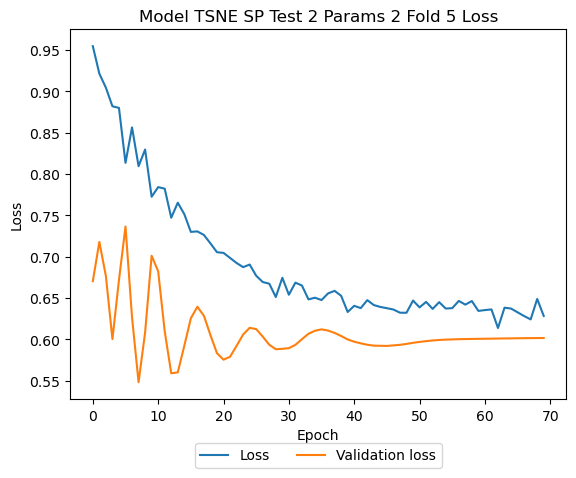 Model TSNE SP Test 2 Params 2 Fold 5 Loss
0.95
0.90
0.85
0.80
0.75
0.70
0.65
0.60
0.55
Loss
0 10 20 30 40 50 60 70
Epoch
Loss Validation loss